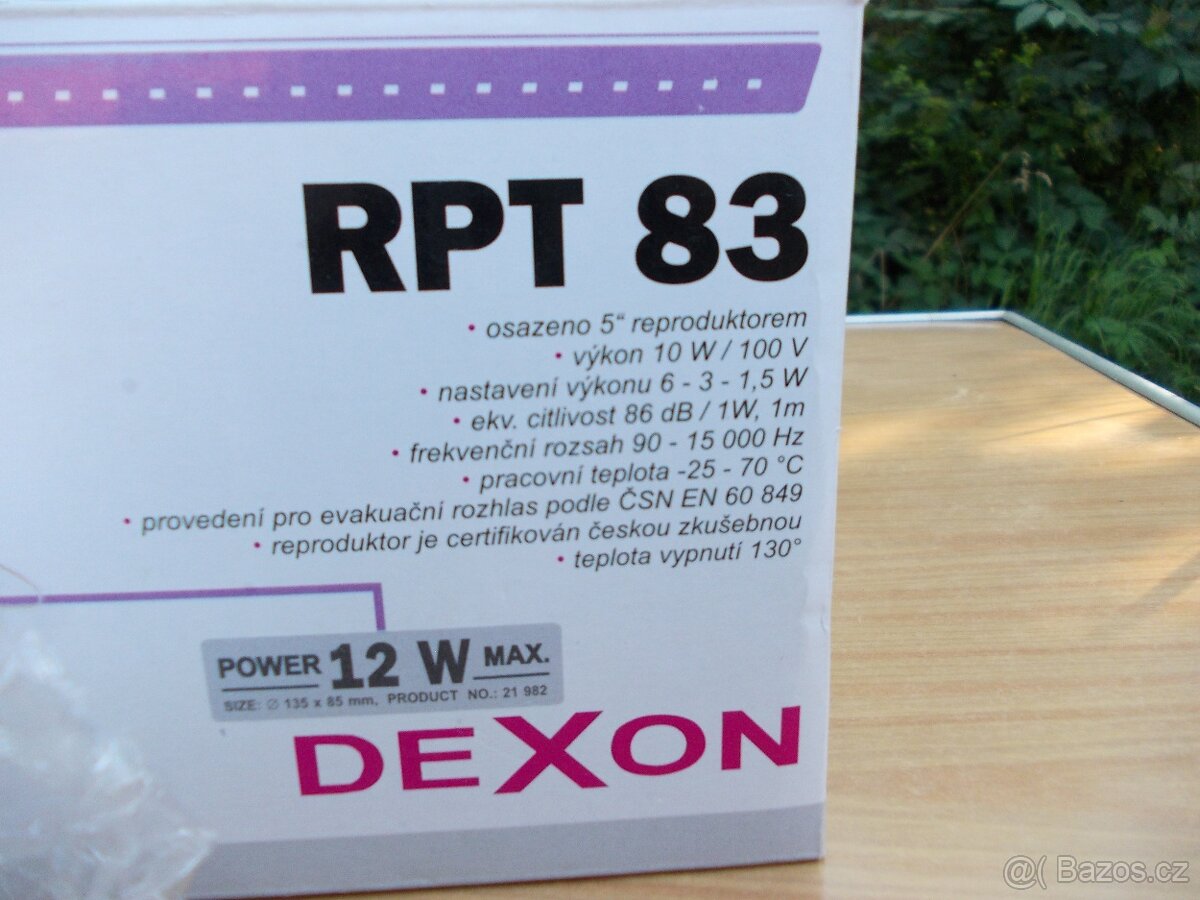 RPT 83
• osazeno 5“ reproduktorem
• výkon 10 W / 100 V
• nastavení výkonu 6 - 3 - 1,5 W
• ekv. citlivost 86 dB / 1W, 1m
• frekvenční rozsah 90 - 15 000 Hz
• pracovní teplota -25 - 70 °C
• provedení pro evakuační rozhlas podle ČSN EN 60 849
• reproduktor je certifikován českou zkušebnou
• teplota vypnutí 130°
POWER 12 W MAX.
SIZE: ∅ 135 x 85 mm, PRODUCT NO.: 21 982
DEXON
@( Bazos.cz